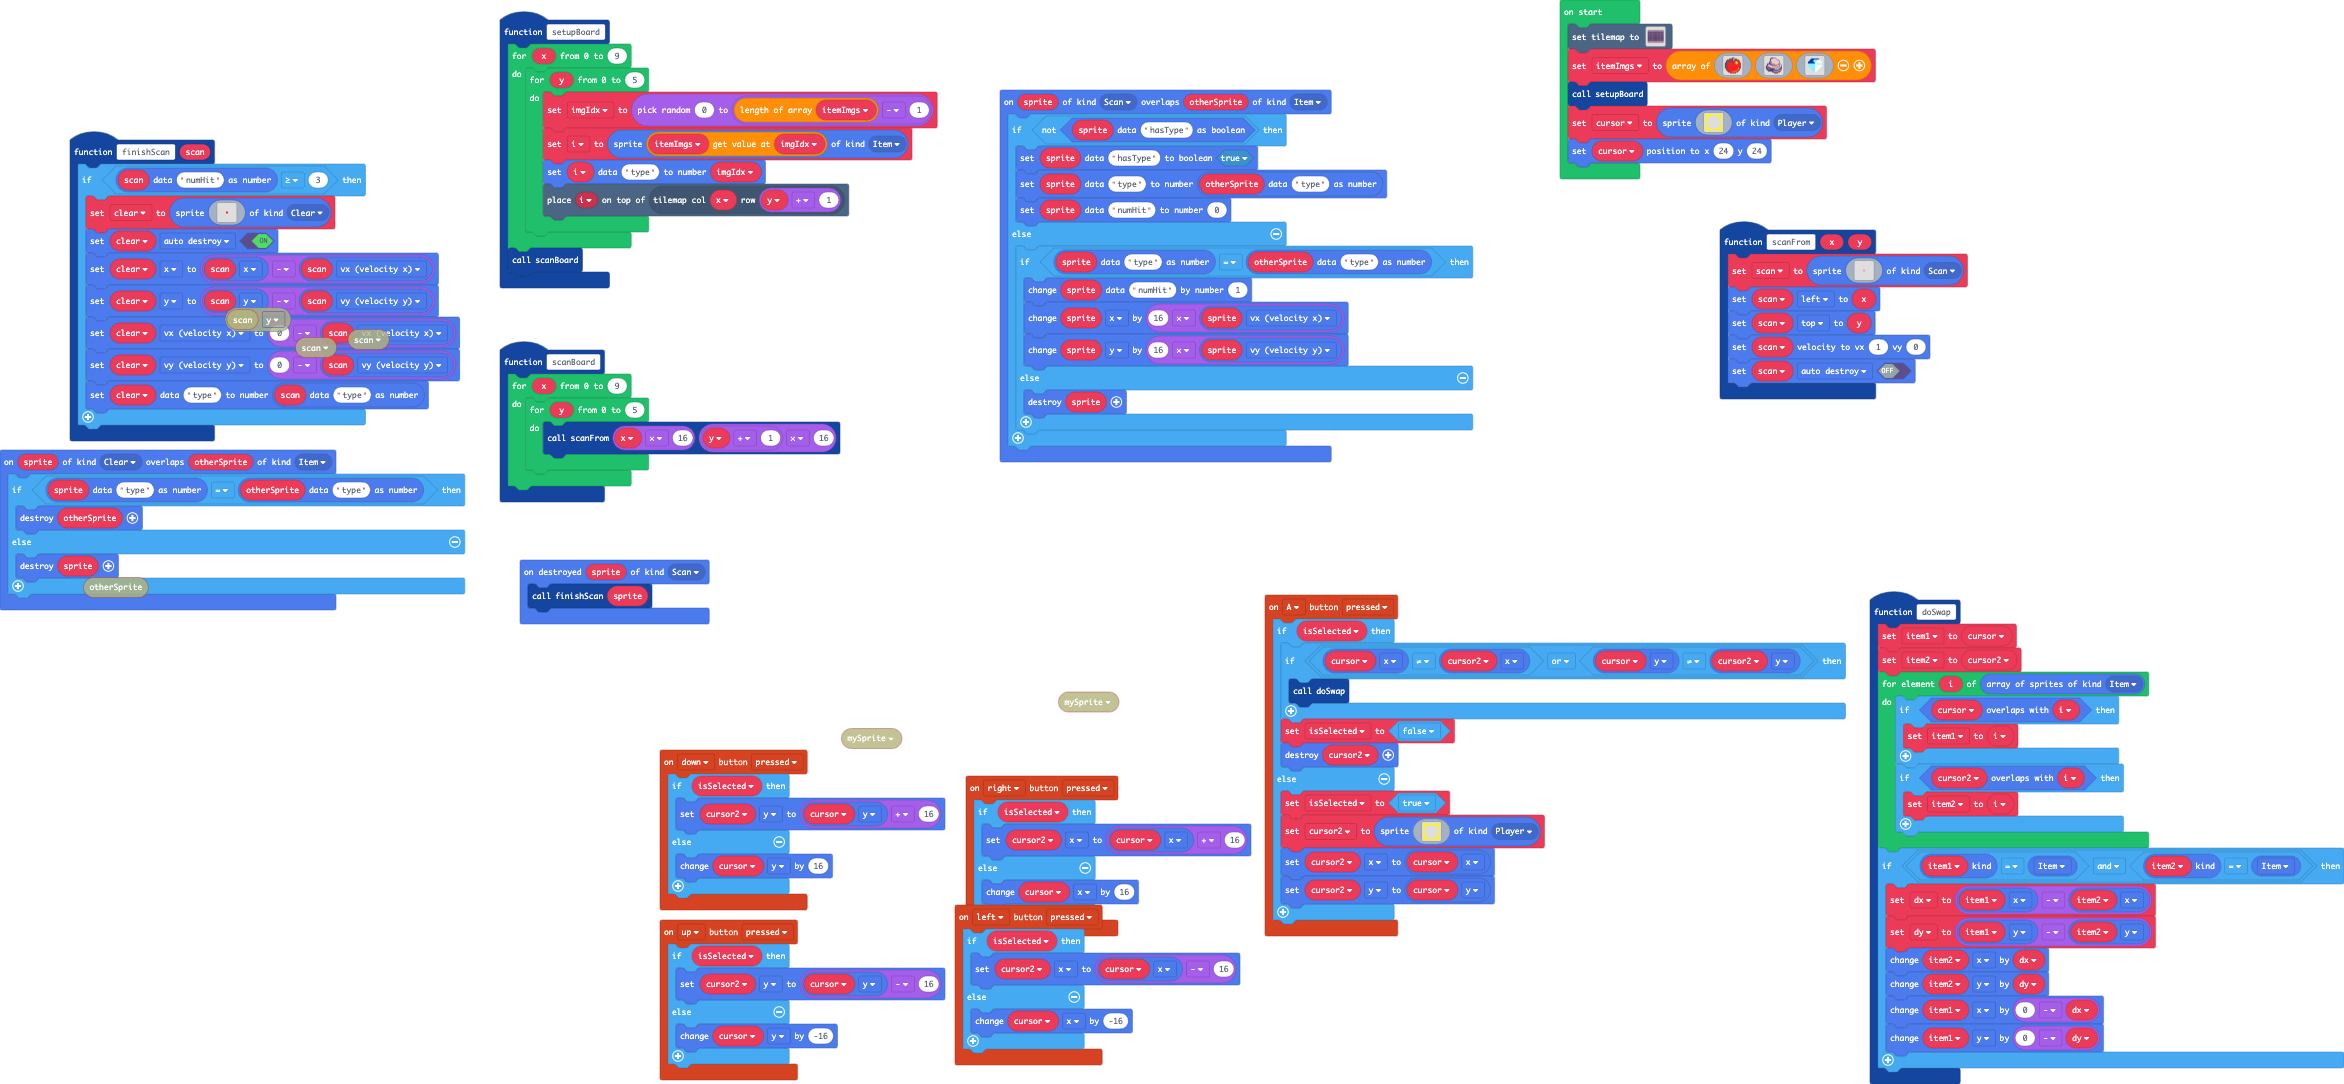 function finishScan scan
if scan data "numHit" as number ≥ 3 then
set clear to sprite of kind Clear
set clear auto destroy ON
set clear x to scan x - scan vx (velocity x)
set clear y to scan y - scan vy (velocity y)
scan y
set clear vx (velocity x) to 0 - scan vx (velocity x)
scan
scan
set clear vy (velocity y) to 0 - scan vy (velocity y)
set clear data "type" to number scan data "type" as number
on sprite of kind Clear overlaps otherSprite of kind Item
if sprite data "type" as number = otherSprite data "type" as number then
destroy otherSprite
else
destroy sprite
otherSprite
function setupBoard
for x from 0 to 9
do for y from 0 to 5
do set imgIdx to pick random 0 to length of array itemImgs - 1
set i to sprite itemImgs get value at imgIdx of kind Item
set i data "type" to number imgIdx
place i on top of tilemap col x row y + 1
call scanBoard
function scanBoard
for x from 0 to 9
do for y from 0 to 5
do call scanFrom x × 16 y + 1 × 16
on destroyed sprite of kind Scan
call finishScan sprite
on sprite of kind Scan overlaps otherSprite of kind Item
if not sprite data "hasType" as boolean then
set sprite data "hasType" to boolean true
set sprite data "type" to number otherSprite data "type" as number
set sprite data "numHit" to number 0
else
if sprite data "type" as number = otherSprite data "type" as number then
change sprite data "numHit" by number 1
change sprite x by 16 × sprite vx (velocity x)
change sprite y by 16 × sprite vy (velocity y)
else
destroy sprite
on start
set tilemap to
set itemImgs to array of
call setupBoard
set cursor to sprite of kind Player
set cursor position to x 24 y 24
function scanFrom x y
set scan to sprite of kind Scan
set scan left to x
set scan top to y
set scan velocity to vx 1 vy 0
set scan auto destroy OFF
mySprite
mySprite
on down button pressed
if isSelected then
set cursor2 y to cursor y + 16
else
change cursor y by 16
on up button pressed
if isSelected then
set cursor2 y to cursor y - 16
else
change cursor y by -16
on right button pressed
if isSelected then
set cursor2 x to cursor x + 16
else
change cursor x by 16
on left button pressed
if isSelected then
set cursor2 x to cursor x - 16
else
change cursor x by -16
on A button pressed
if isSelected then
if cursor x ≠ cursor2 x or cursor y ≠ cursor2 y then
call doSwap
set isSelected to false
destroy cursor2
else
set isSelected to true
set cursor2 to sprite of kind Player
set cursor2 x to cursor x
set cursor2 y to cursor y
function doSwap
set item1 to cursor
set item2 to cursor2
for element i of array of sprites of kind Item
do if cursor overlaps with i then
set item1 to i
if cursor2 overlaps with i then
set item2 to i
if item1 kind = Item and item2 kind = Item then
set dx to item1 x - item2 x
set dy to item1 y - item2 y
change item2 x by dx
change item2 y by dy
change item1 x by 0 - dx
change item1 y by 0 - dy